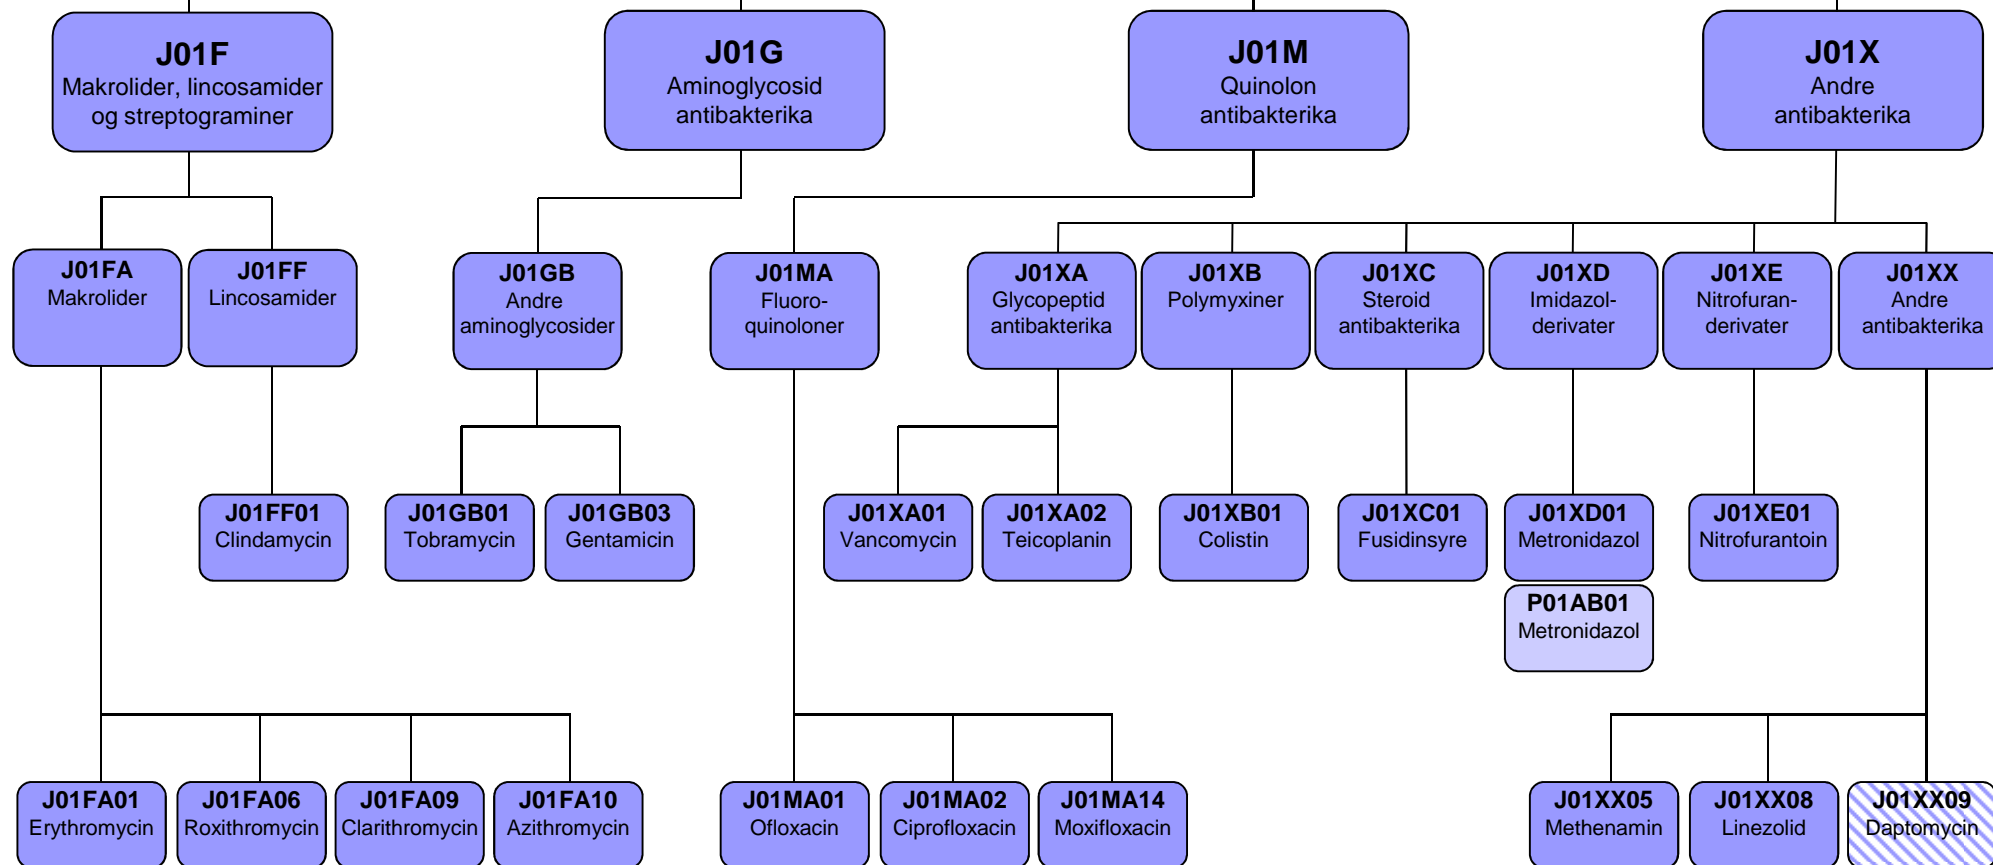 J01F
Makrolider, lincosamider
og streptograminer
J01G
Aminoglycosid
antibakterika
J01M
Quinolon
antibakterika
J01X
Andre
antibakterika
J01FA
Makrolider
J01FF
Lincosamider
J01GB
Andre
aminoglycosider
J01MA
Fluoro-
quinoloner
J01XA
Glycopeptid
antibakterika
J01XB
Polymyxiner
J01XC
Steroid
antibakterika
J01XD
Imidazol-
derivater
J01XE
Nitrofuran-
derivater
J01XX
Andre
antibakterika
J01FF01
Clindamycin
J01GB01
Tobramycin
J01GB03
Gentamicin
J01XA01
Vancomycin
J01XA02
Teicoplanin
J01XB01
Colistin
J01XC01
Fusidinsyre
J01XD01
Metronidazol
J01XE01
Nitrofurantoin
P01AB01
Metronidazol
J01FA01
Erythromycin
J01FA06
Roxithromycin
J01FA09
Clarithromycin
J01FA10
Azithromycin
J01MA01
Ofloxacin
J01MA02
Ciprofloxacin
J01MA14
Moxifloxacin
J01XX05
Methenamin
J01XX08
Linezolid
J01XX09
Daptomycin